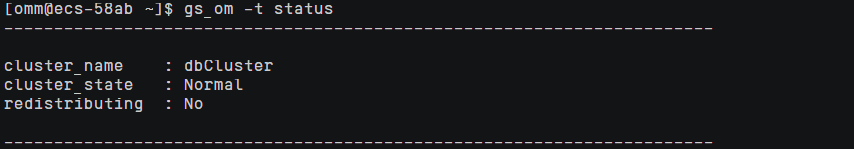 [omm@ecs-58ab ~]$ gs_om -t status
-----------------------------------------------------------------------
cluster_name    : dbCluster
cluster_state   : Normal
redistributing  : No
-----------------------------------------------------------------------